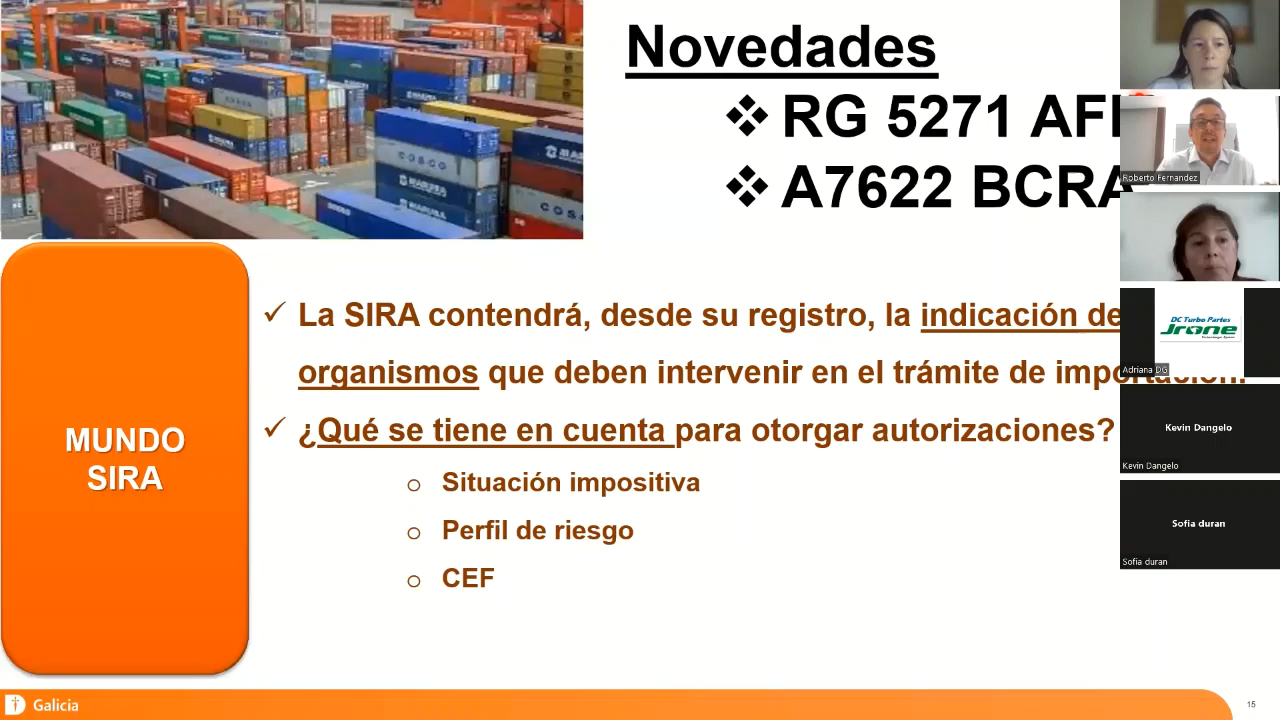 Novedades
❖ RG 5271 AFI
❖ A7622 BCRA
MUNDO
SIRA
✓ La SIRA contendrá, desde su registro, la indicación de
organismos que deben intervenir en el trámite de importación.
✓ ¿Qué se tiene en cuenta para otorgar autorizaciones?
o Situación impositiva
o Perfil de riesgo
o CEF
Galicia
15
Roberto Fernandez
DC Turbo Partes
Jrone
Adriana DG
Kevin Dangelo
Kevin Dangelo
Sofia duran
Sofia duran
COSCO